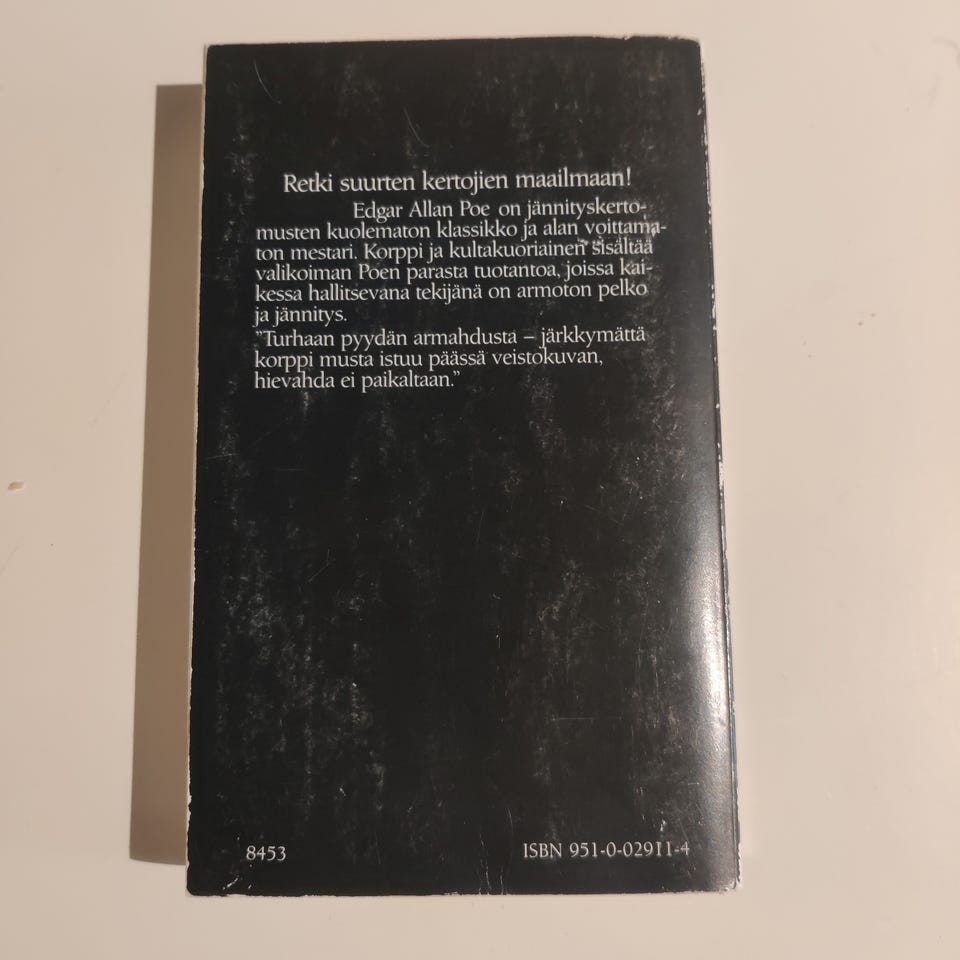 Retki suurten kertojien maailmaan!
Edgar Allan Poe on jännityskerto-
musten kuolematon klassikko ja alan voittama-
ton mestari. Korppi ja kultakuoriainen sisältää
valikoiman Poen parasta tuotantoa, joissa kai-
kessa hallitsevana tekijänä on armoton pelko
ja jännitys.
"Turhaan pyydän armahdusta – järkkymättä
korppi musta istuu päässä veistokuvan,
hievahda ei paikaltaan."
8453
ISBN 951-0-02911-4